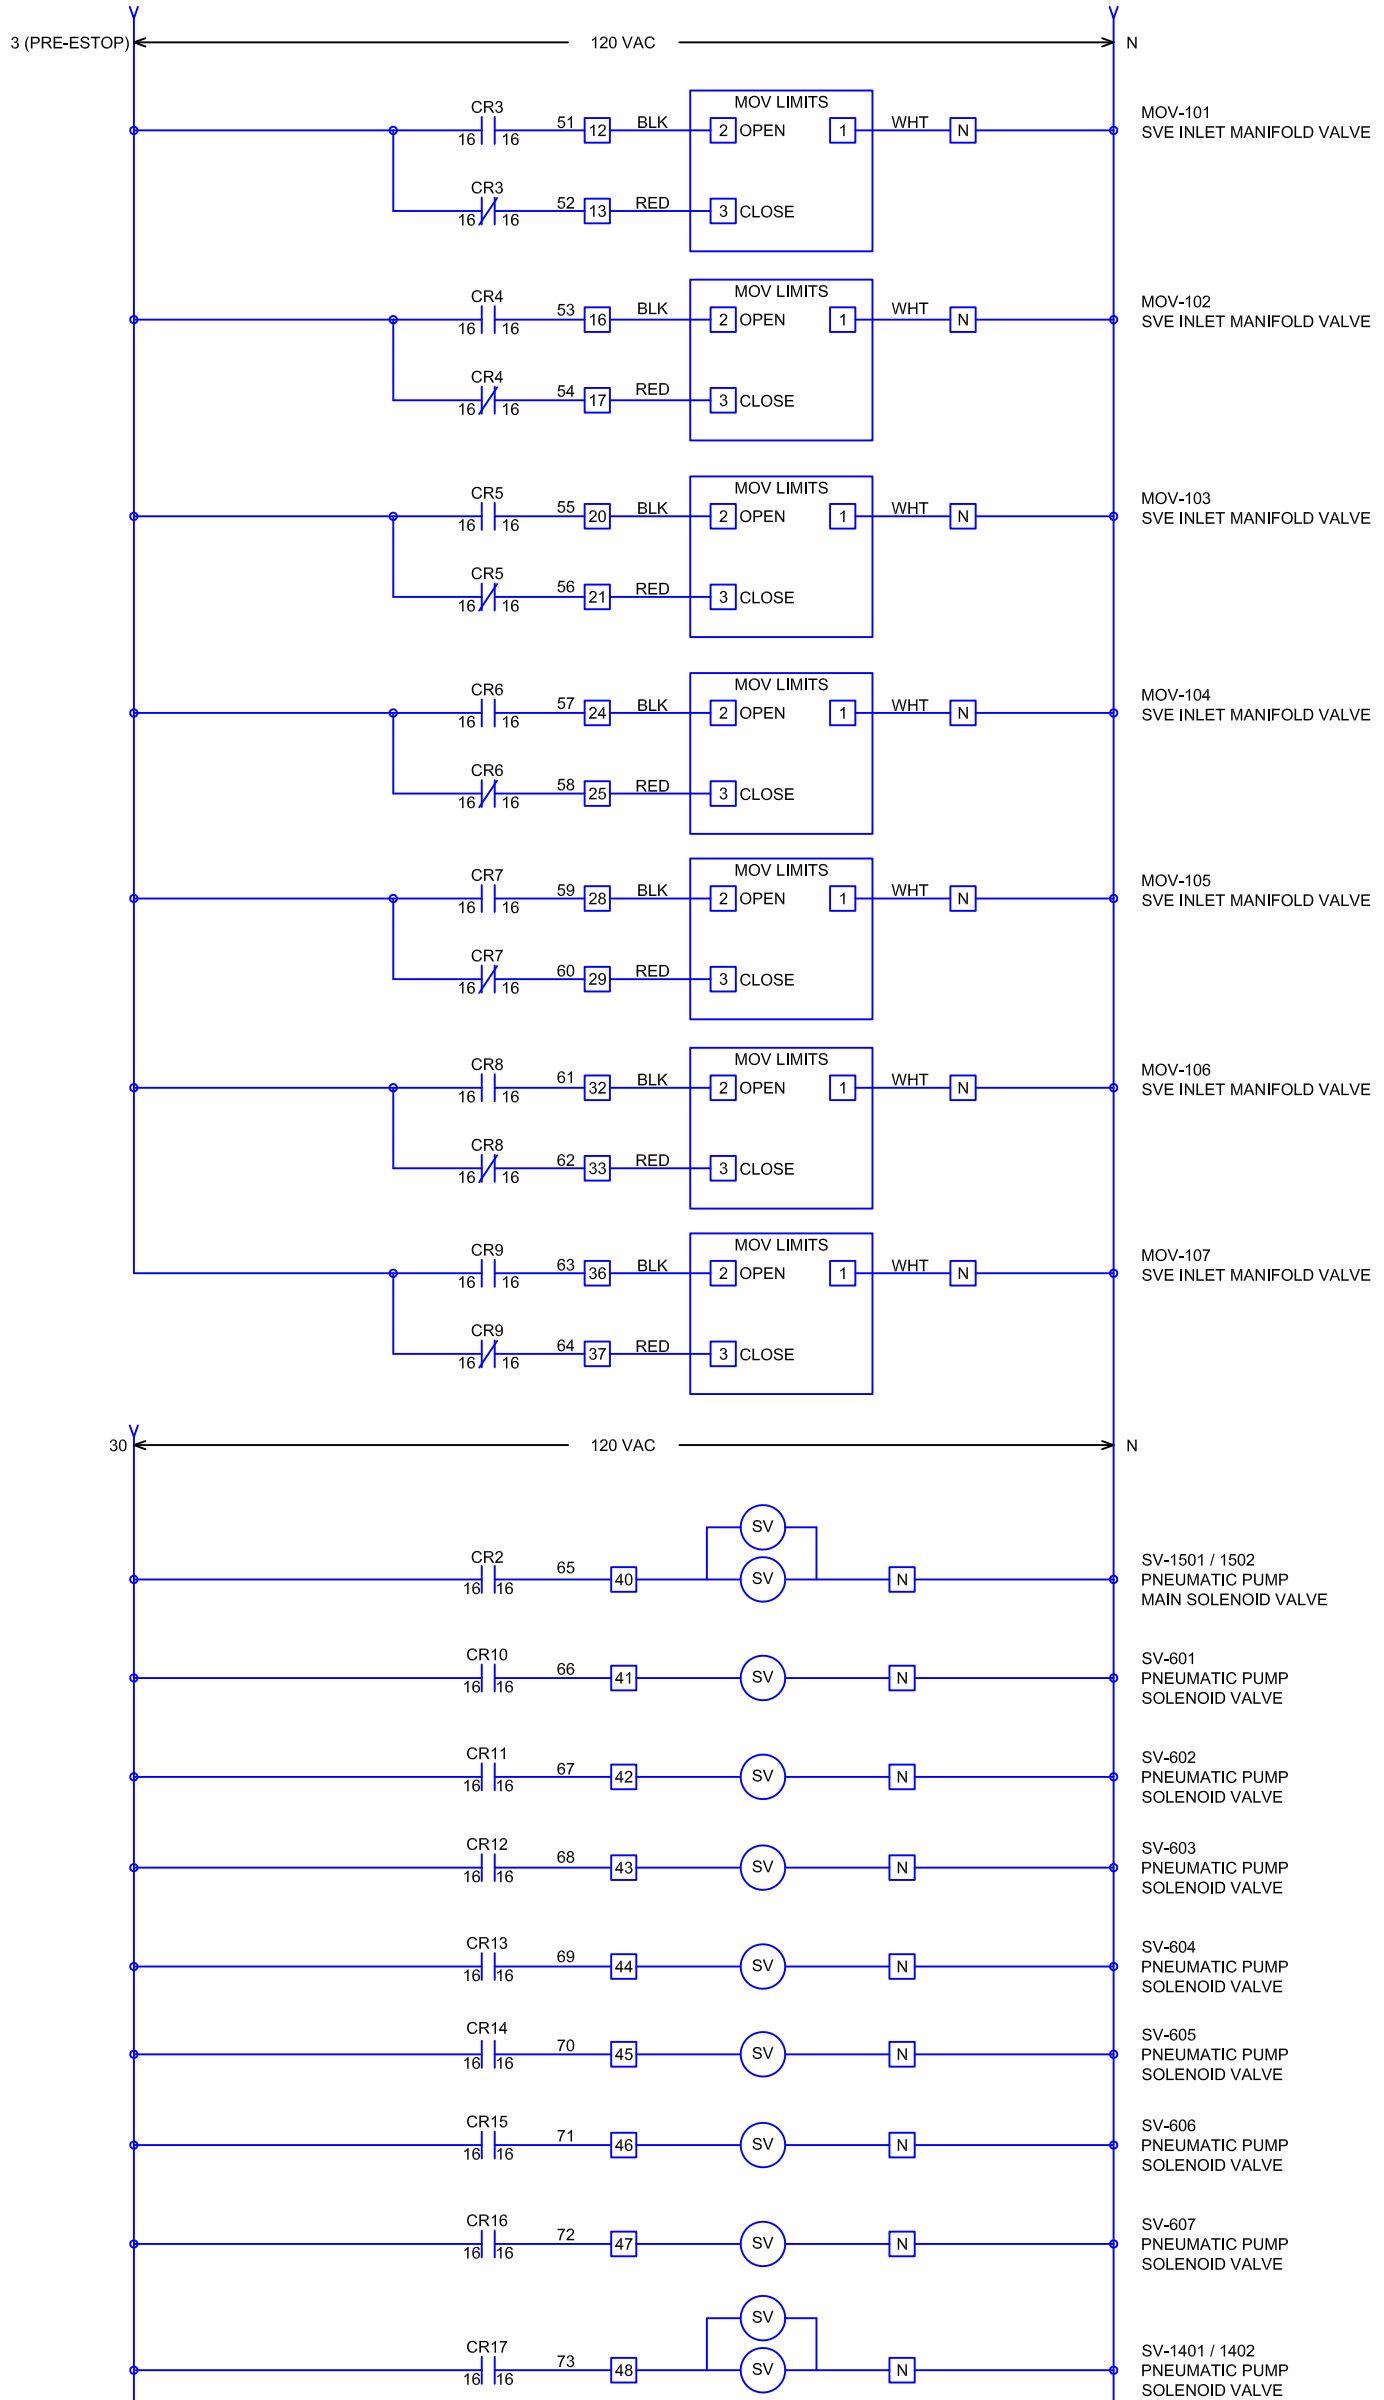 3 (PRE-ESTOP) 120 VAC N
CR3 51 12 BLK MOV LIMITS 2 OPEN 1 WHT N MOV-101
16 16 SVE INLET MANIFOLD VALVE
CR3 52 13 RED 3 CLOSE
16 16
CR4 53 16 BLK MOV LIMITS 2 OPEN 1 WHT N MOV-102
16 16 SVE INLET MANIFOLD VALVE
CR4 54 17 RED 3 CLOSE
16 16
CR5 55 20 BLK MOV LIMITS 2 OPEN 1 WHT N MOV-103
16 16 SVE INLET MANIFOLD VALVE
CR5 56 21 RED 3 CLOSE
16 16
CR6 57 24 BLK MOV LIMITS 2 OPEN 1 WHT N MOV-104
16 16 SVE INLET MANIFOLD VALVE
CR6 58 25 RED 3 CLOSE
16 16
CR7 59 28 BLK MOV LIMITS 2 OPEN 1 WHT N MOV-105
16 16 SVE INLET MANIFOLD VALVE
CR7 60 29 RED 3 CLOSE
16 16
CR8 61 32 BLK MOV LIMITS 2 OPEN 1 WHT N MOV-106
16 16 SVE INLET MANIFOLD VALVE
CR8 62 33 RED 3 CLOSE
16 16
CR9 63 36 BLK MOV LIMITS 2 OPEN 1 WHT N MOV-107
16 16 SVE INLET MANIFOLD VALVE
CR9 64 37 RED 3 CLOSE
16 16
30 120 VAC N
SV
CR2 65 40 SV N SV-1501 / 1502
16 16 PNEUMATIC PUMP
MAIN SOLENOID VALVE
CR10 66 41 SV N SV-601
16 16 PNEUMATIC PUMP
SOLENOID VALVE
CR11 67 42 SV N SV-602
16 16 PNEUMATIC PUMP
SOLENOID VALVE
CR12 68 43 SV N SV-603
16 16 PNEUMATIC PUMP
SOLENOID VALVE
CR13 69 44 SV N SV-604
16 16 PNEUMATIC PUMP
SOLENOID VALVE
CR14 70 45 SV N SV-605
16 16 PNEUMATIC PUMP
SOLENOID VALVE
CR15 71 46 SV N SV-606
16 16 PNEUMATIC PUMP
SOLENOID VALVE
CR16 72 47 SV N SV-607
16 16 PNEUMATIC PUMP
SOLENOID VALVE
SV
CR17 73 48 SV N SV-1401 / 1402
16 16 PNEUMATIC PUMP
SOLENOID VALVE